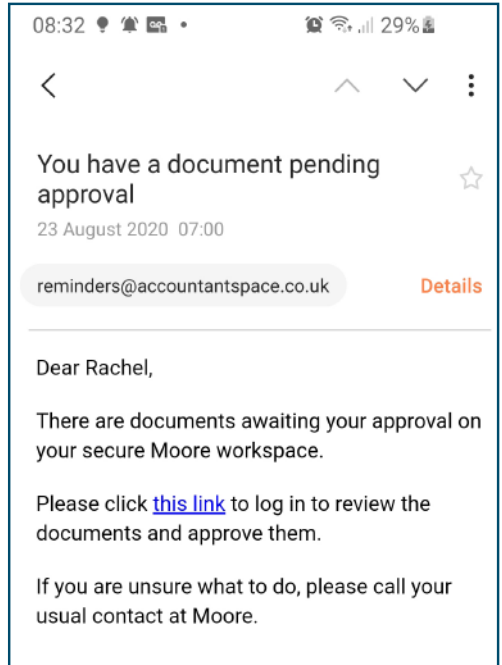 08:32 29%
You have a document pending
approval
23 August 2020 07:00
reminders@accountantspace.co.uk Details
Dear Rachel,
There are documents awaiting your approval on
your secure Moore workspace.
Please click this link to log in to review the
documents and approve them.
If you are unsure what to do, please call your
usual contact at Moore.